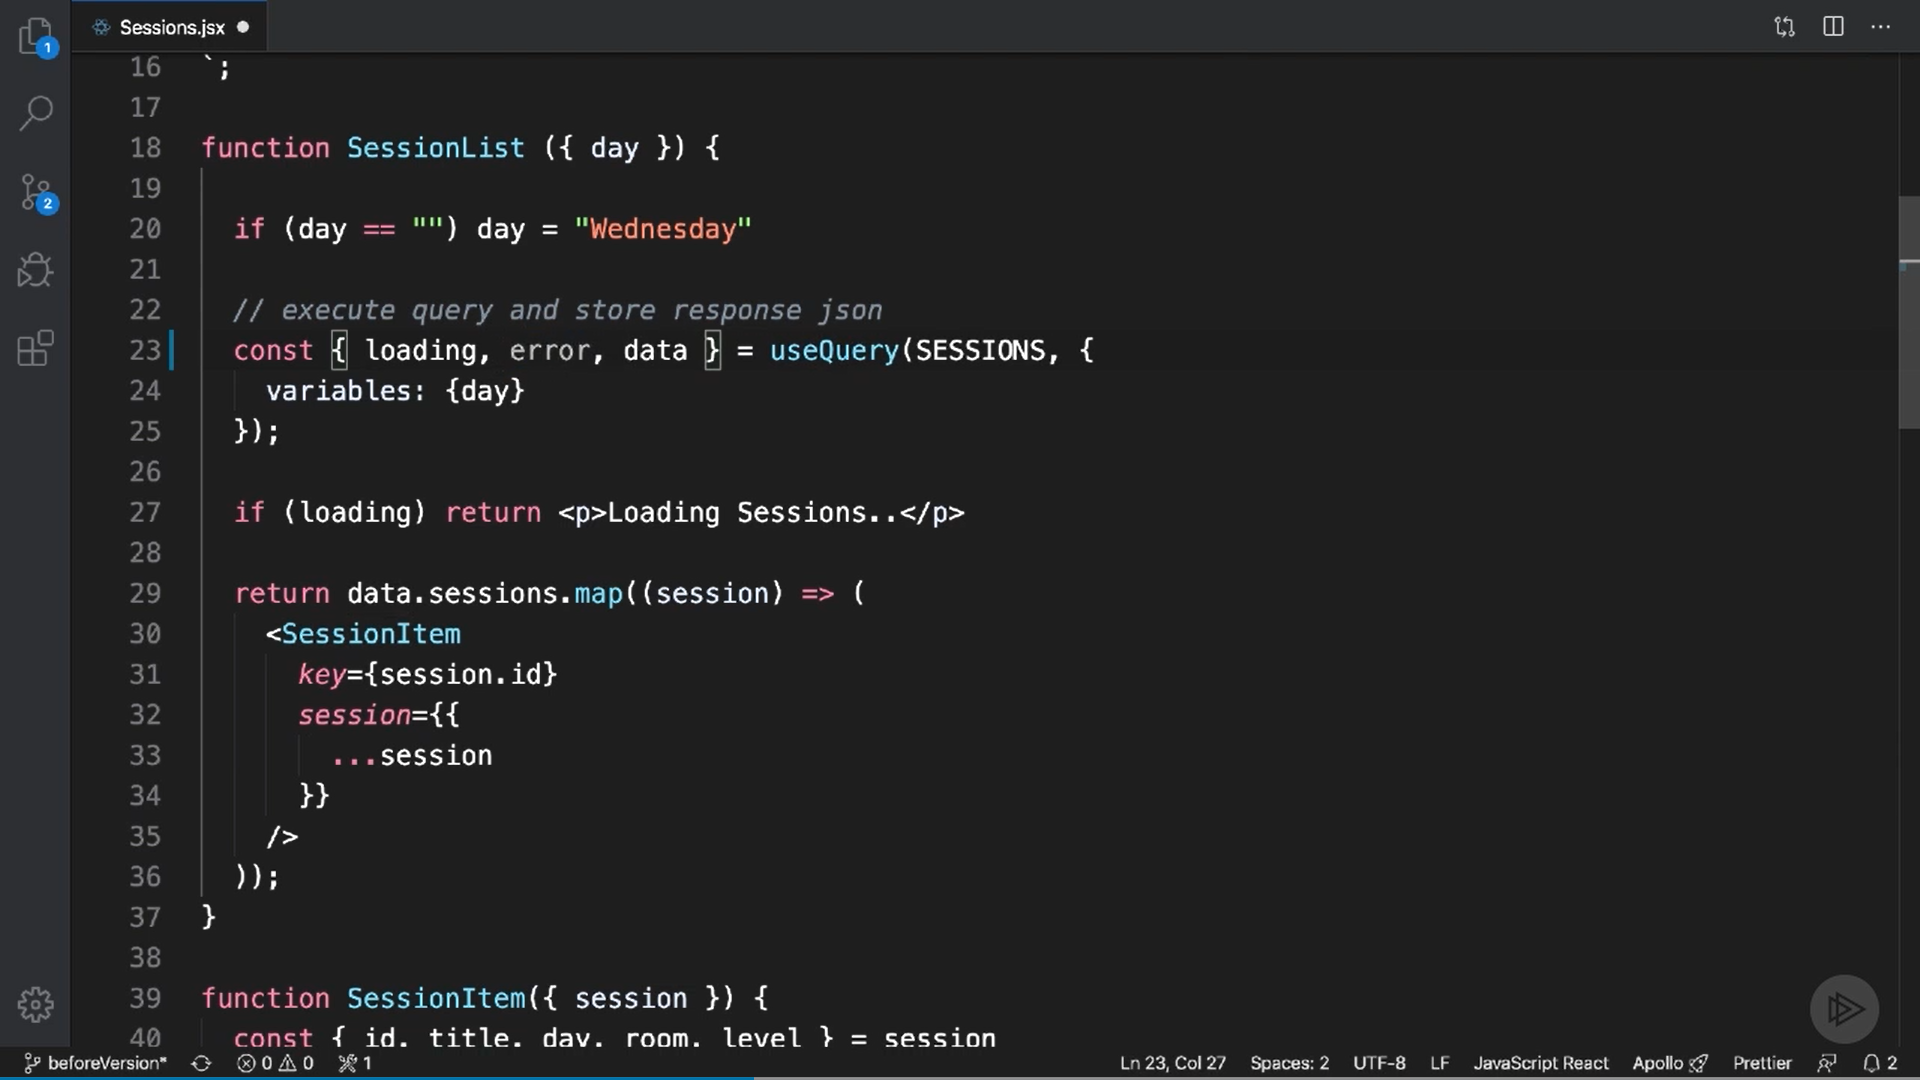 Sessions.jsx
1
2
16 `;
17
18 function SessionList ({ day }) {
19
20 if (day == "") day = "Wednesday"
21
22 // execute query and store response json
23 const { loading, error, data } = useQuery(SESSIONS, {
24 variables: {day}
25 });
26
27 if (loading) return <p>Loading Sessions..</p>
28
29 return data.sessions.map((session) => (
30 <SessionItem
31 key={session.id}
32 session={{
33 ...session
34 }}
35 />
36 ));
37 }
38
39 function SessionItem({ session }) {
40 const { id, title, day, room, level } = session
beforeVersion* 0 0 1 Ln 23, Col 27 Spaces: 2 UTF-8 LF JavaScript React Apollo Prettier 2